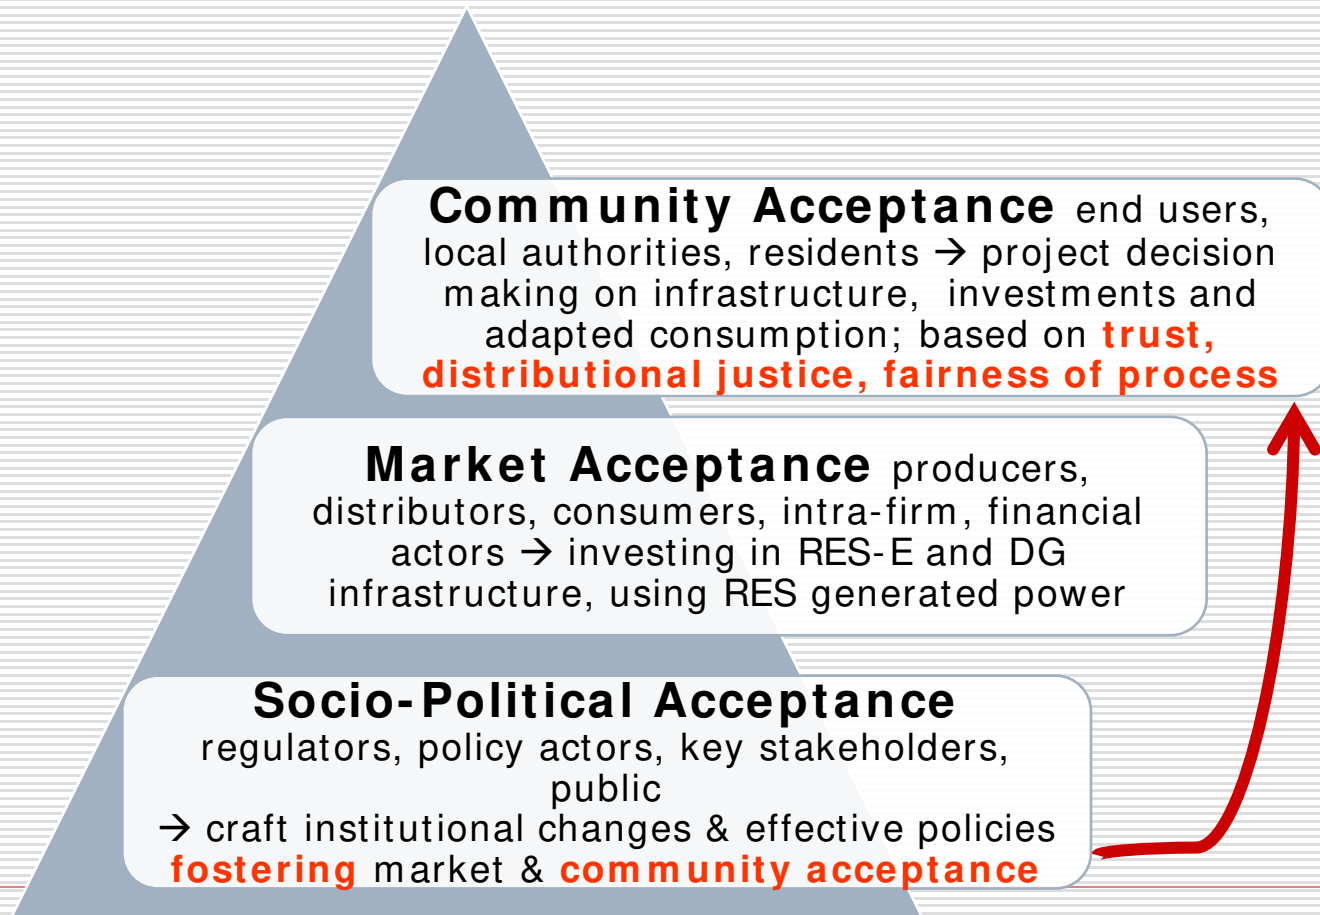 Community Acceptance end users,
local authorities, residents → project decision
making on infrastructure, investments and
adapted consumption; based on trust,
distributional justice, fairness of process
Market Acceptance producers,
distributors, consumers, intra-firm, financial
actors → investing in RES-E and DG
infrastructure, using RES generated power
Socio-Political Acceptance
regulators, policy actors, key stakeholders,
public
→ craft institutional changes & effective policies
fostering market & community acceptance